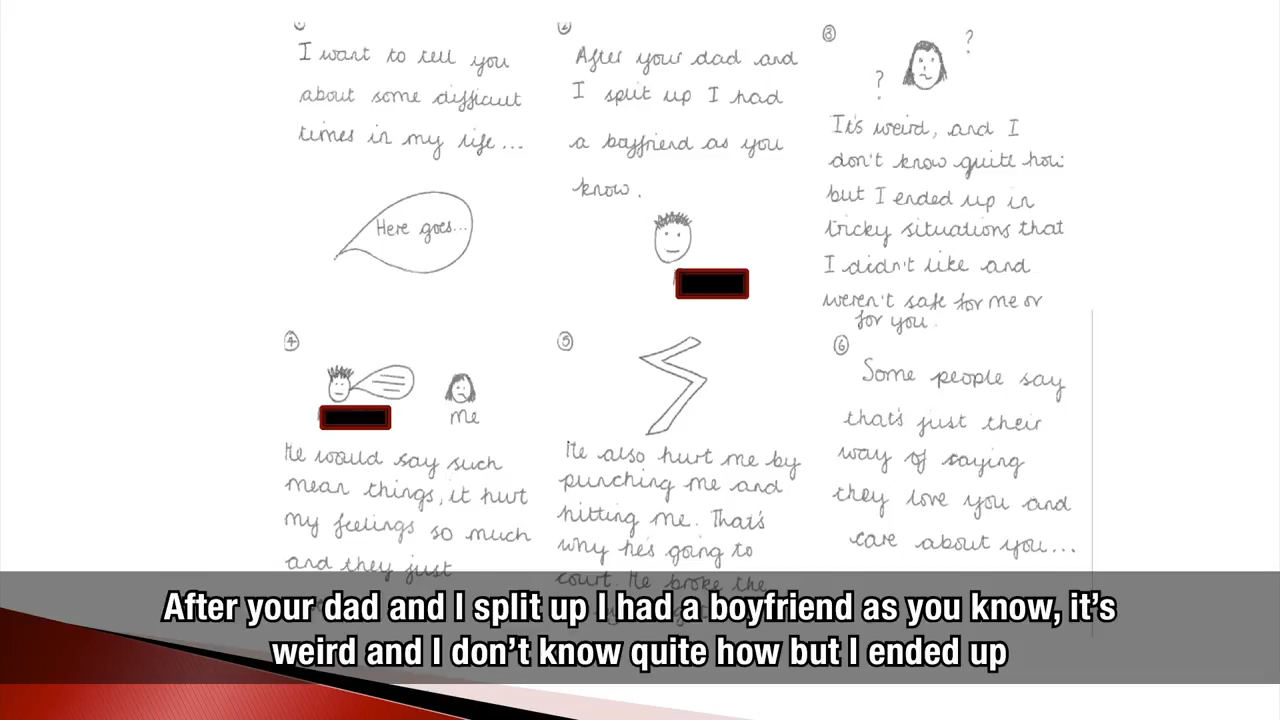 ①
I want to tell you
about some difficult
times in my life...
Here goes...
②
After your dad and
I split up I had
a boyfriend as you
know.
③
?
?
It's weird, and I
don't know quite how
but I ended up in
tricky situations that
I didn't like and
weren't safe for me or
for you.
④
me
He would say such
mean things, it hurt
my feelings so much
and they just
⑤
He also hurt me by
punching me and
hitting me. That's
why he's going to
court. He broke the
⑥
Some people say
that's just their
way of saying
they love you and
care about you...
After your dad and I split up I had a boyfriend as you know, it's
weird and I don't know quite how but I ended up